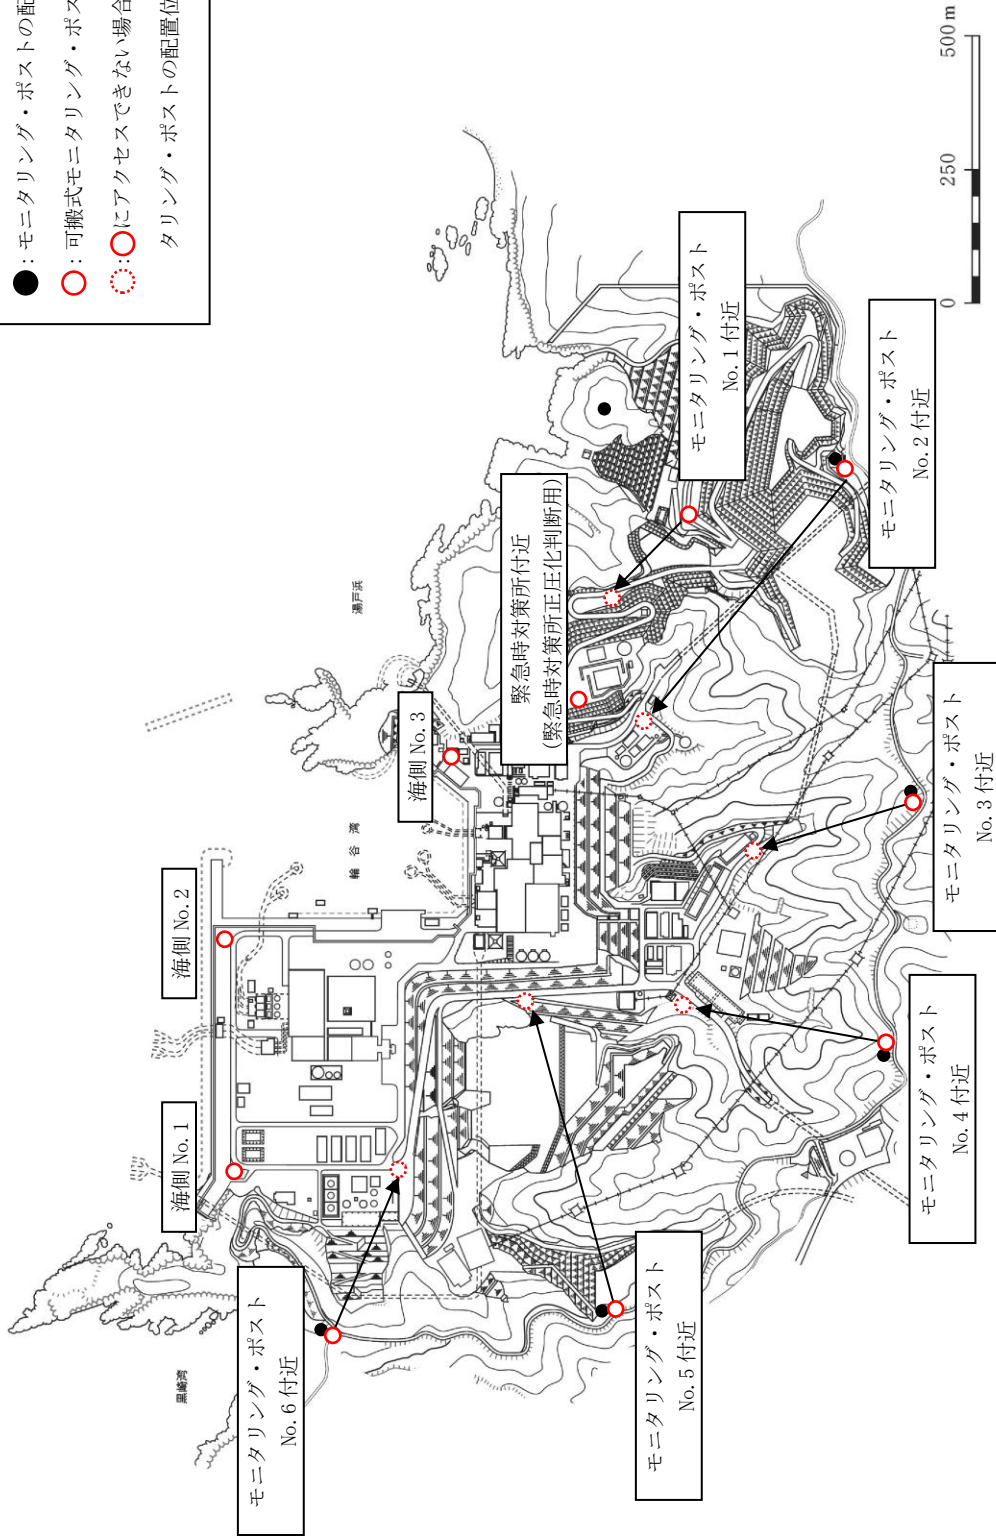 ●：モニタリング・ポストの配
○：可搬式モニタリング・ポス
：○にアクセスできない場合
タリング・ポストの配置位
海側 No.1
海側 No.2
海側 No.3
緊急時対策所付近
(緊急時対策所正圧化判断用)
モニタリング・ポスト
No.1 付近
モニタリング・ポスト
No.2 付近
モニタリング・ポスト
No.3 付近
モニタリング・ポスト
No.4 付近
モニタリング・ポスト
No.5 付近
モニタリング・ポスト
No.6 付近
黒崎湾
輪谷湾
湯戸浜
0 250 500 m